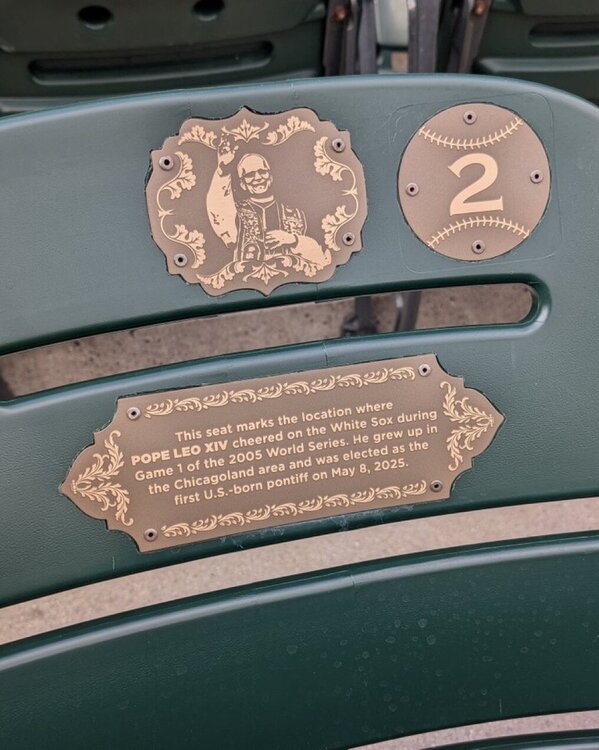 2
This seat marks the location where
POPE LEO XIV cheered on the White Sox during
Game 1 of the 2005 World Series. He grew up in
the Chicagoland area and was elected as the
first U.S.-born pontiff on May 8, 2025.